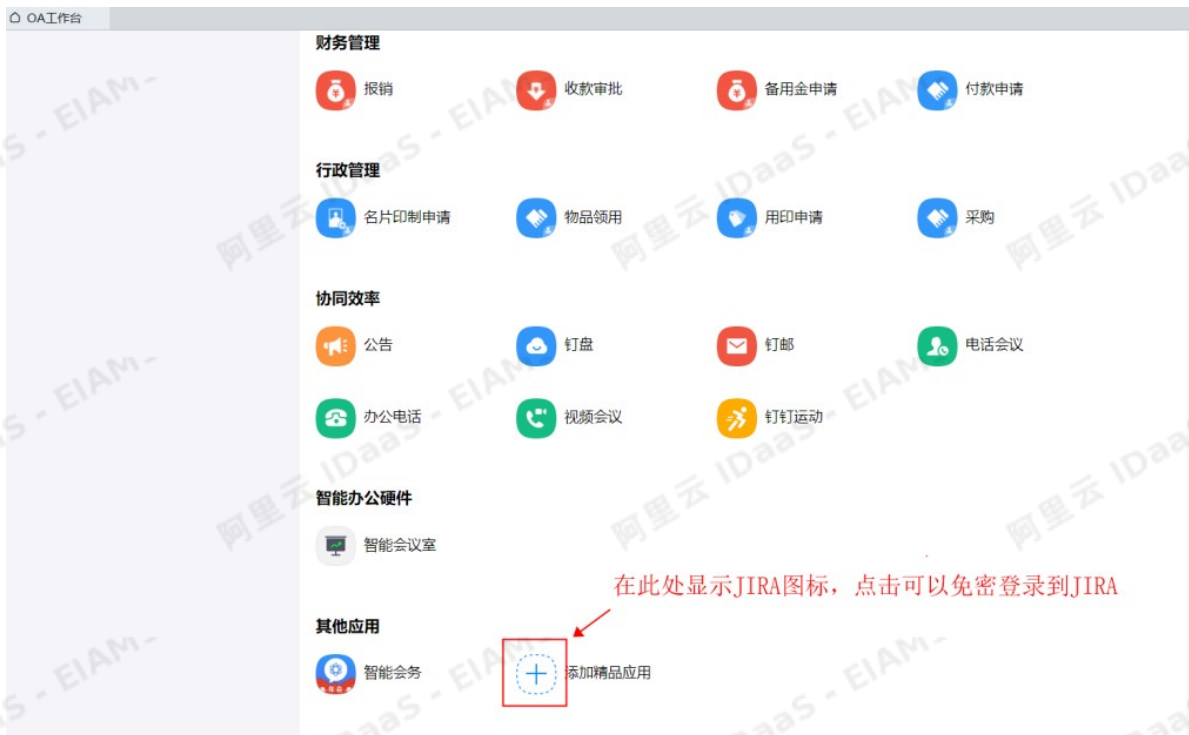 OA工作台
财务管理
报销 收款审批 备用金申请 付款申请
行政管理
名片印制申请 物品领用 用印申请 采购
协同效率
公告 钉盘 钉邮 电话会议
办公电话 视频会议 钉钉运动
智能办公硬件
智能会议室
在此处显示JIRA图标，点击可以免密登录到JIRA
其他应用
智能会务 添加精品应用
阿里云 IDaaS - EIAM-